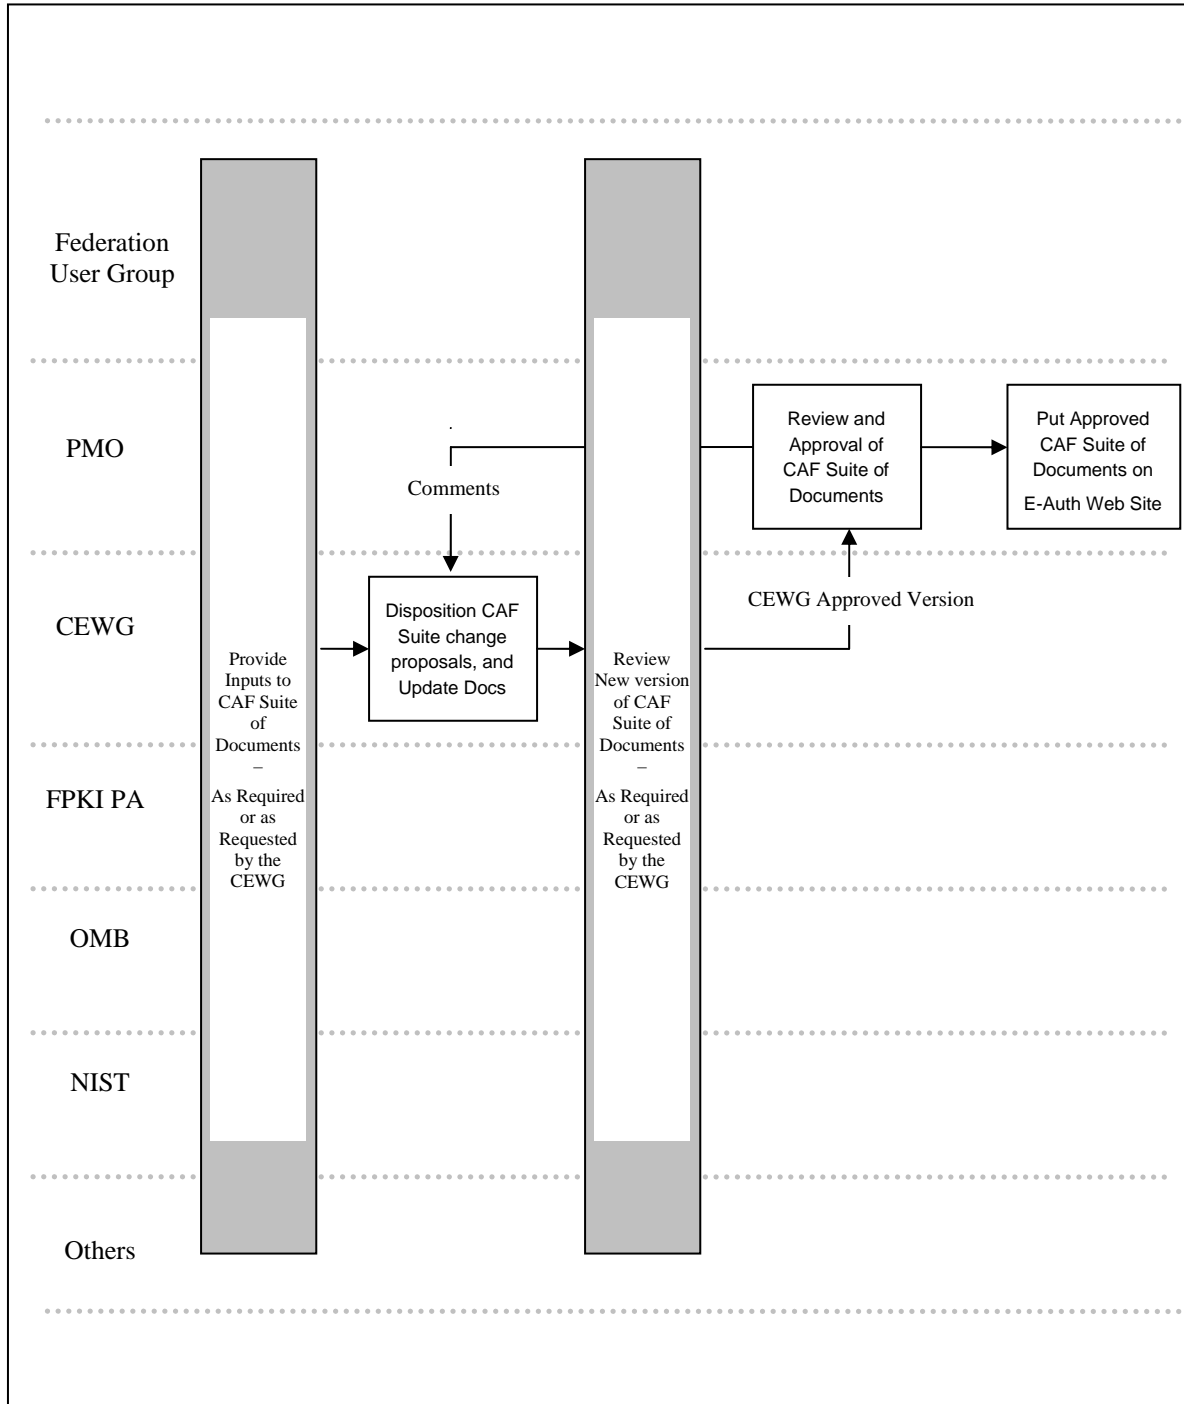 Federation
User Group
PMO
CEWG
FPKI PA
OMB
NIST
Others
Provide
Inputs to
CAF Suite
of
Documents
–
As Required
or as
Requested
by the
CEWG
.
Comments
Disposition CAF
Suite change
proposals, and
Update Docs
Review
New version
of CAF
Suite of
Documents
–
As Required
or as
Requested
by the
CEWG
Review and
Approval of
CAF Suite of
Documents
CEWG Approved Version
Put Approved
CAF Suite of
Documents on
E-Auth Web Site